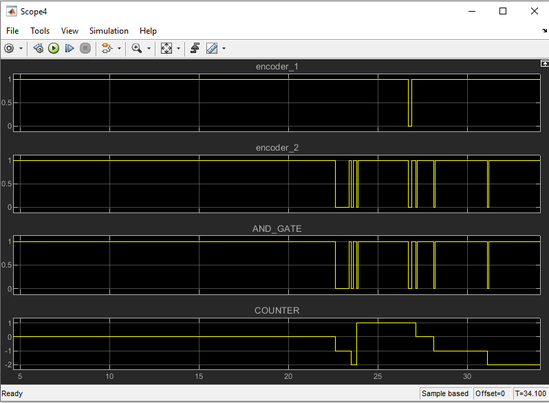 Scope4
File Tools View Simulation Help
encoder_1
1
0.5
0
encoder_2
1
0.5
0
AND_GATE
1
0.5
0
COUNTER
1
0
-1
-2
5 10 15 20 25 30
Ready Sample based Offset=0 T=34.100